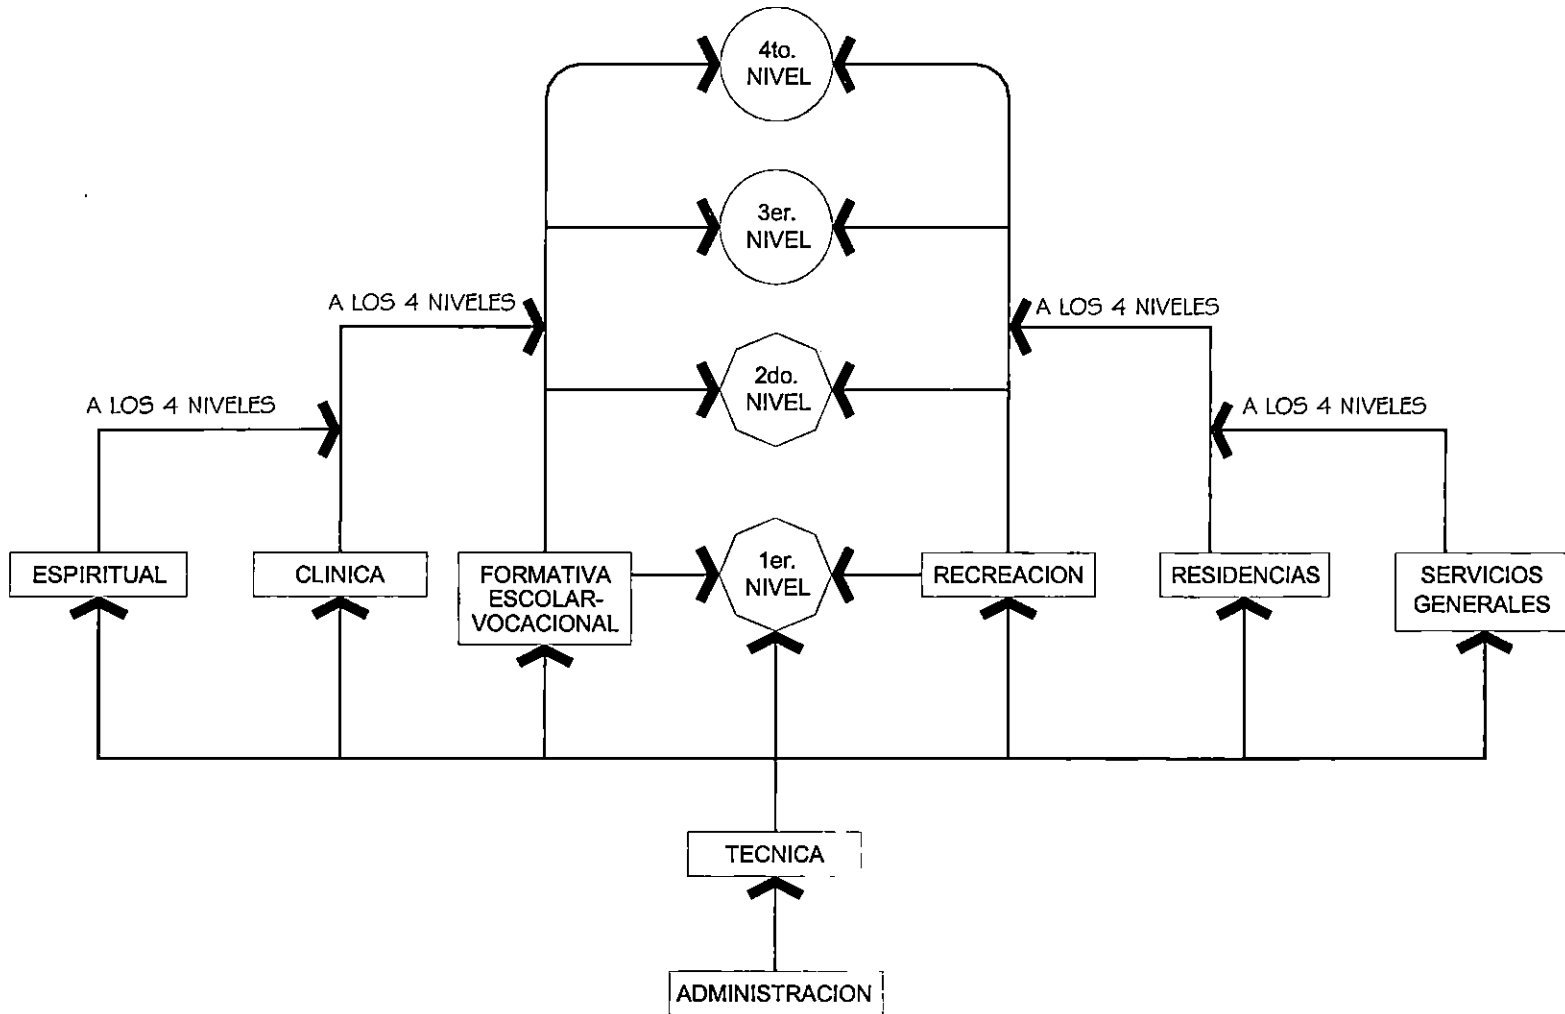 4to.
NIVEL
3er.
NIVEL
A LOS 4 NIVELES
A LOS 4 NIVELES
2do.
NIVEL
A LOS 4 NIVELES
A LOS 4 NIVELES
ESPIRITUAL
CLINICA
FORMATIVA
ESCOLAR-
VOCACIONAL
1er.
NIVEL
RECREACION
RESIDENCIAS
SERVICIOS
GENERALES
TECNICA
ADMINISTRACION